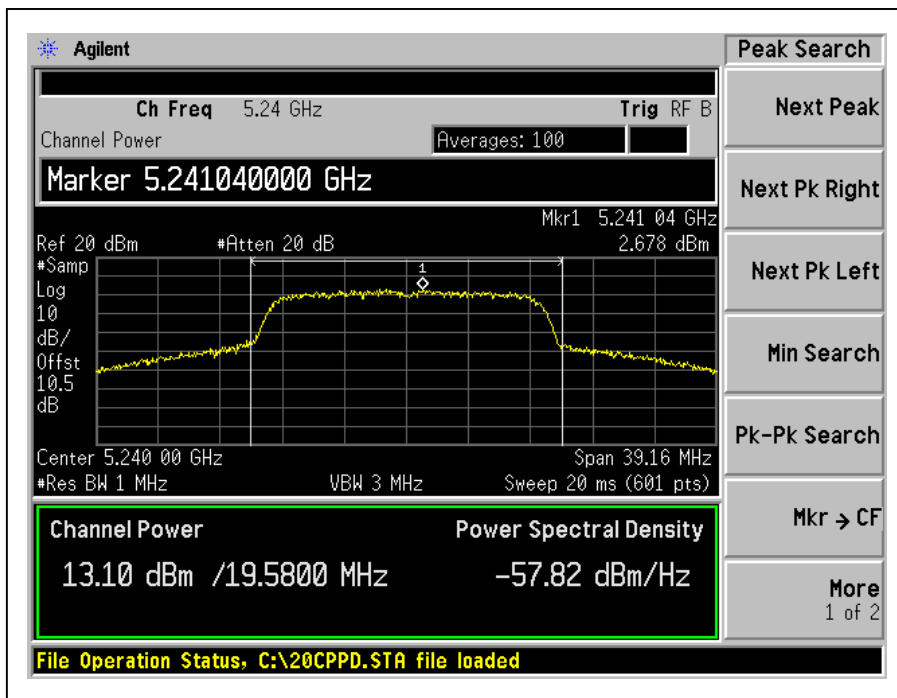 Agilent
Peak Search
Ch Freq 5.24 GHz Trig RF B
Channel Power Averages: 100
Marker 5.241040000 GHz
Mkr1 5.241 04 GHz
Ref 20 dBm #Atten 20 dB 2.678 dBm
#Samp
Log
10
dB/
Offst
10.5
dB
1
Center 5.240 00 GHz Span 39.16 MHz
#Res BW 1 MHz VBW 3 MHz Sweep 20 ms (601 pts)
Channel Power Power Spectral Density
13.10 dBm /19.5800 MHz -57.82 dBm/Hz
File Operation Status, C:\20CPPD.STA file loaded
Next Peak
Next Pk Right
Next Pk Left
Min Search
Pk-Pk Search
Mkr → CF
More
1 of 2